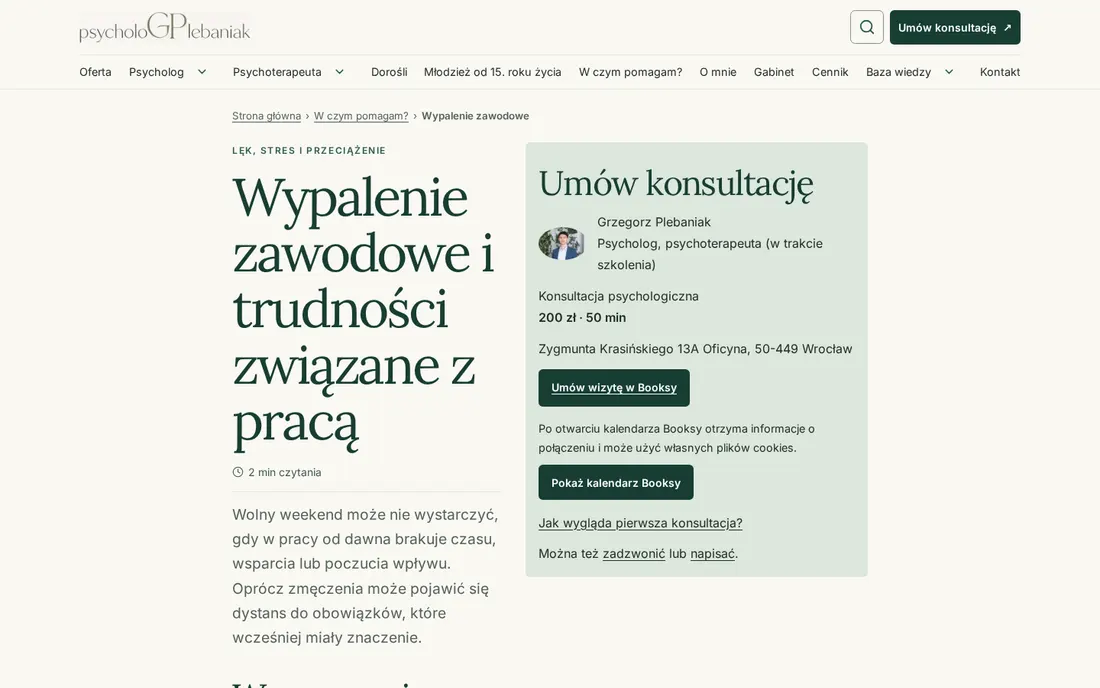 psycholoGPlebaniak
Umów konsultację ↗
Oferta Psycholog Psychoterapeuta Dorośli Młodzież od 15. roku życia W czym pomagam? O mnie Gabinet Cennik Baza wiedzy Kontakt
Strona główna › W czym pomagam? › Wypalenie zawodowe
LĘK, STRES I PRZECIĄŻENIE
Wypalenie
zawodowe i
trudności
związane z
pracą
2 min czytania
Wolny weekend może nie wystarczyć,
gdy w pracy od dawna brakuje czasu,
wsparcia lub poczucia wpływu.
Oprócz zmęczenia może pojawić się
dystans do obowiązków, które
wcześniej miały znaczenie.
Umów konsultację
Grzegorz Plebaniak
Psycholog, psychoterapeuta (w trakcie
szkolenia)
Konsultacja psychologiczna
200 zł · 50 min
Zygmunta Krasińskiego 13A Oficyna, 50-449 Wrocław
Umów wizytę w Booksy
Po otwarciu kalendarza Booksy otrzyma informacje o
połączeniu i może użyć własnych plików cookies.
Pokaż kalendarz Booksy
Jak wygląda pierwsza konsultacja?
Można też zadzwonić lub napisać.